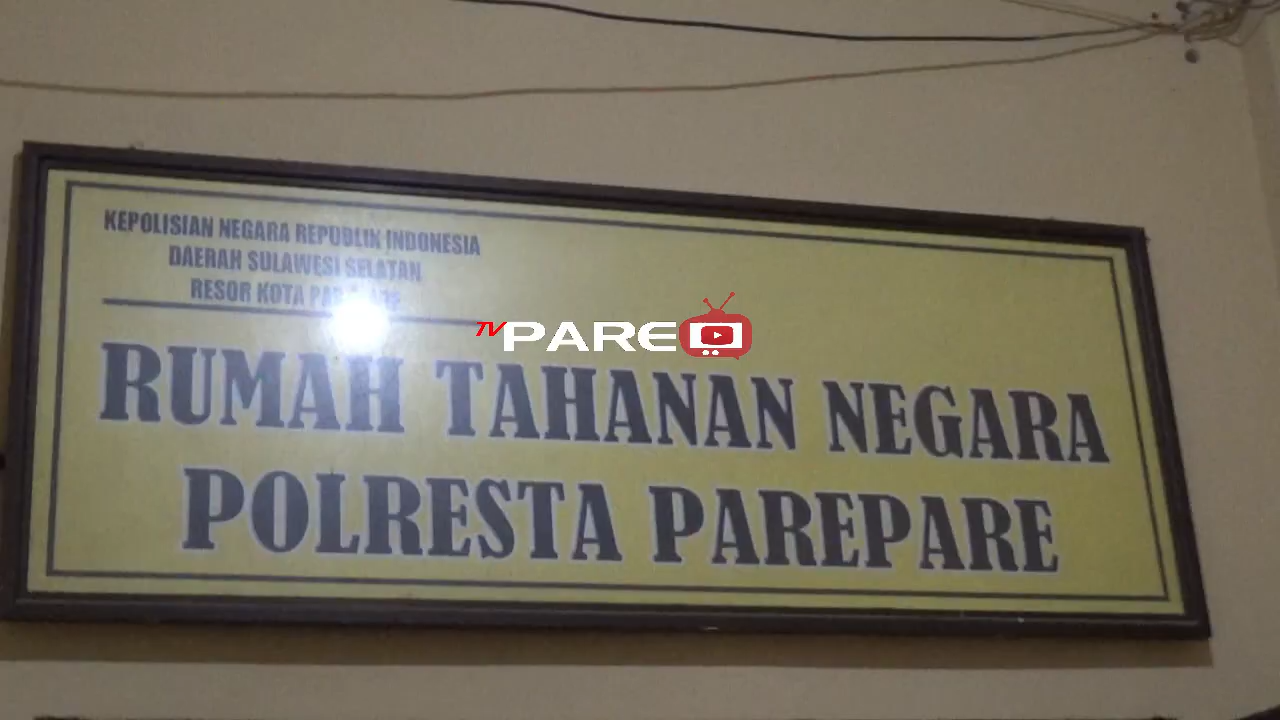 KEPOLISIAN NEGARA REPUBLIK INDONESIA
DAERAH SULAWESI SELATAN
RESOR KOTA
TV PARE
RUMAH TAHANAN NEGARA
POLRESTA PAREPARE